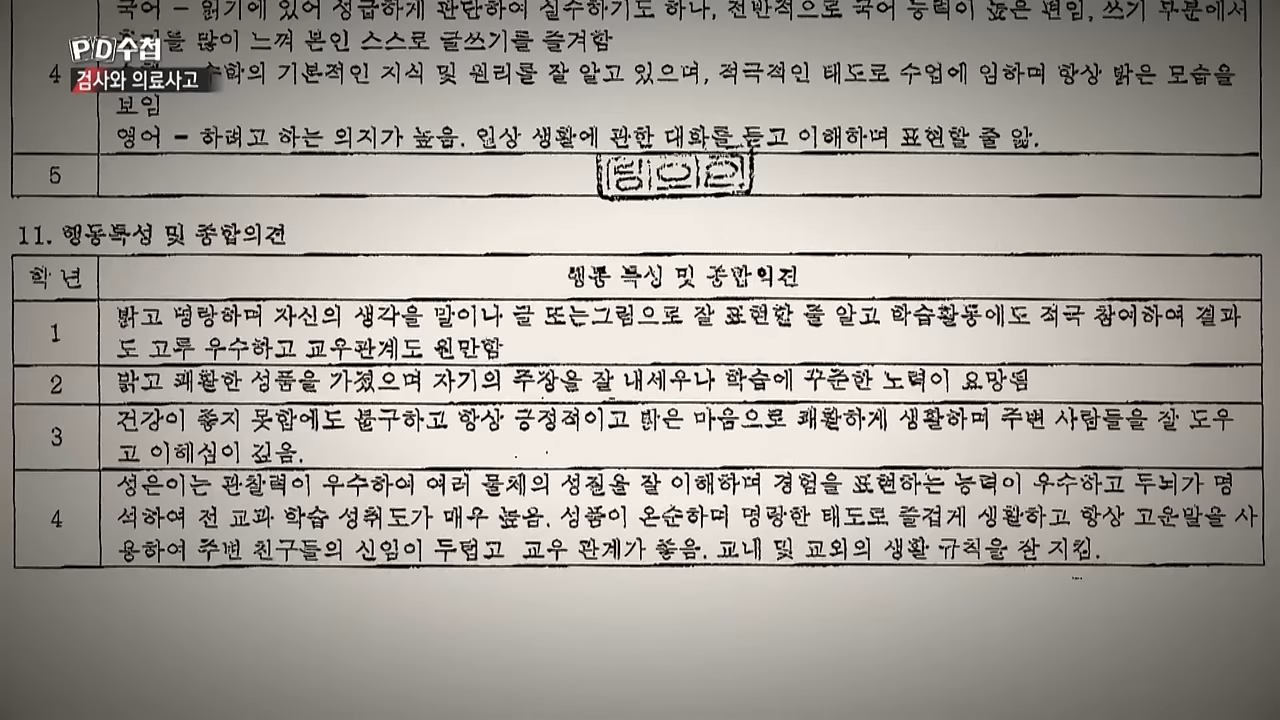 국어 - 읽기에 있어 성급하게 판단하여 실수하기도 하나, 전반적으로 국어 능력이 높은 편임, 쓰기 부분에서
PD수첩
많이 느껴 본인 스스로 글쓰기를 즐겨함
검사와 의료사고
4 수학의 기본적인 지식 및 원리를 잘 알고 있으며, 적극적인 태도로 수업에 임하며 항상 밝은 모습을
보임
영어 - 하려고 하는 의지가 높음. 일상 생활에 관한 대화를 듣고 이해하며 표현할 줄 앎.
5
11. 행동특성 및 종합의견
학 년 행동 특성 및 종합의견
1 밝고 명랑하며 자신의 생각을 말이나 글 또는그림으로 잘 표현할 줄 알고 학습활동에도 적극 참여하여 결과
도 고루 우수하고 교우관계도 원만함
2 밝고 쾌활한 성품을 가졌으며 자기의 주장을 잘 내세우나 학습에 꾸준한 노력이 요망됨
3 건강이 좋지 못함에도 불구하고 항상 긍정적이고 밝은 마음으로 쾌활하게 생활하며 주변 사람들을 잘 도우
고 이해심이 깊음.
4 성은이는 관찰력이 우수하여 여러 물체의 성질을 잘 이해하며 경험을 표현하는 능력이 우수하고 두뇌가 명
석하여 전 교과 학습 성취도가 매우 높음. 성품이 온순하며 명랑한 태도로 즐겁게 생활하고 항상 고운말을 사
용하여 주변 친구들의 신임이 두텁고 교우 관계가 좋음. 교내 및 교외의 생활 규칙을 잘 지킴.